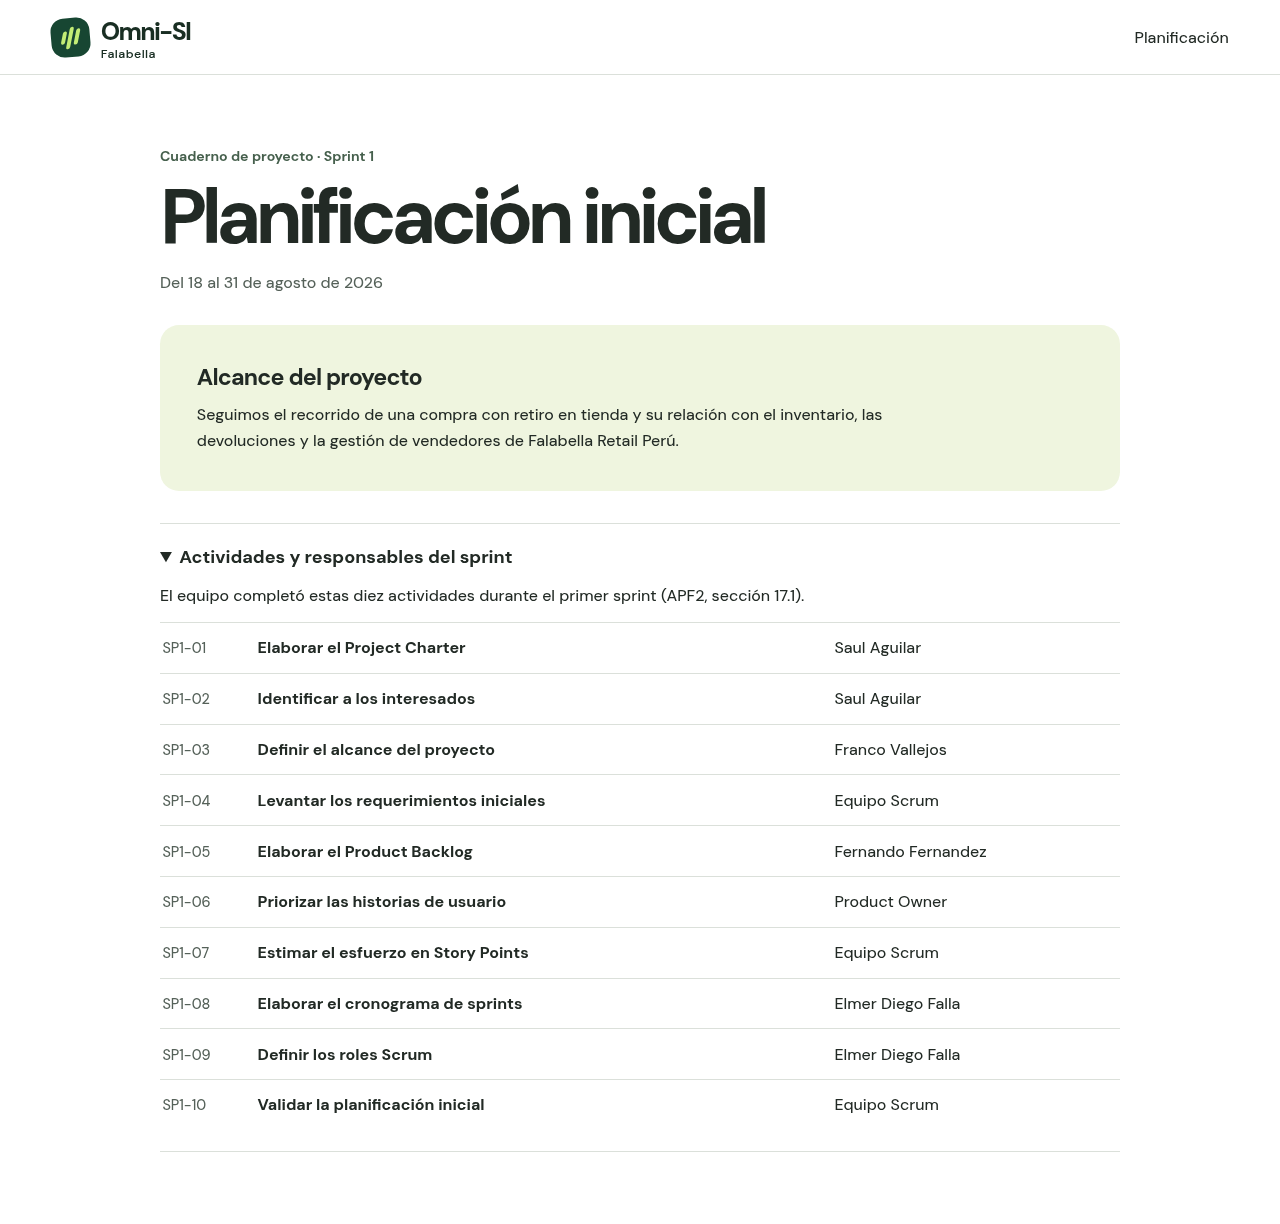 Omni-SI
Falabella
Planificación
Cuaderno de proyecto · Sprint 1
Planificación inicial
Del 18 al 31 de agosto de 2026
Alcance del proyecto
Seguimos el recorrido de una compra con retiro en tienda y su relación con el inventario, las
devoluciones y la gestión de vendedores de Falabella Retail Perú.
▼ Actividades y responsables del sprint
El equipo completó estas diez actividades durante el primer sprint (APF2, sección 17.1).
SP1-01 Elaborar el Project Charter Saul Aguilar
SP1-02 Identificar a los interesados Saul Aguilar
SP1-03 Definir el alcance del proyecto Franco Vallejos
SP1-04 Levantar los requerimientos iniciales Equipo Scrum
SP1-05 Elaborar el Product Backlog Fernando Fernandez
SP1-06 Priorizar las historias de usuario Product Owner
SP1-07 Estimar el esfuerzo en Story Points Equipo Scrum
SP1-08 Elaborar el cronograma de sprints Elmer Diego Falla
SP1-09 Definir los roles Scrum Elmer Diego Falla
SP1-10 Validar la planificación inicial Equipo Scrum